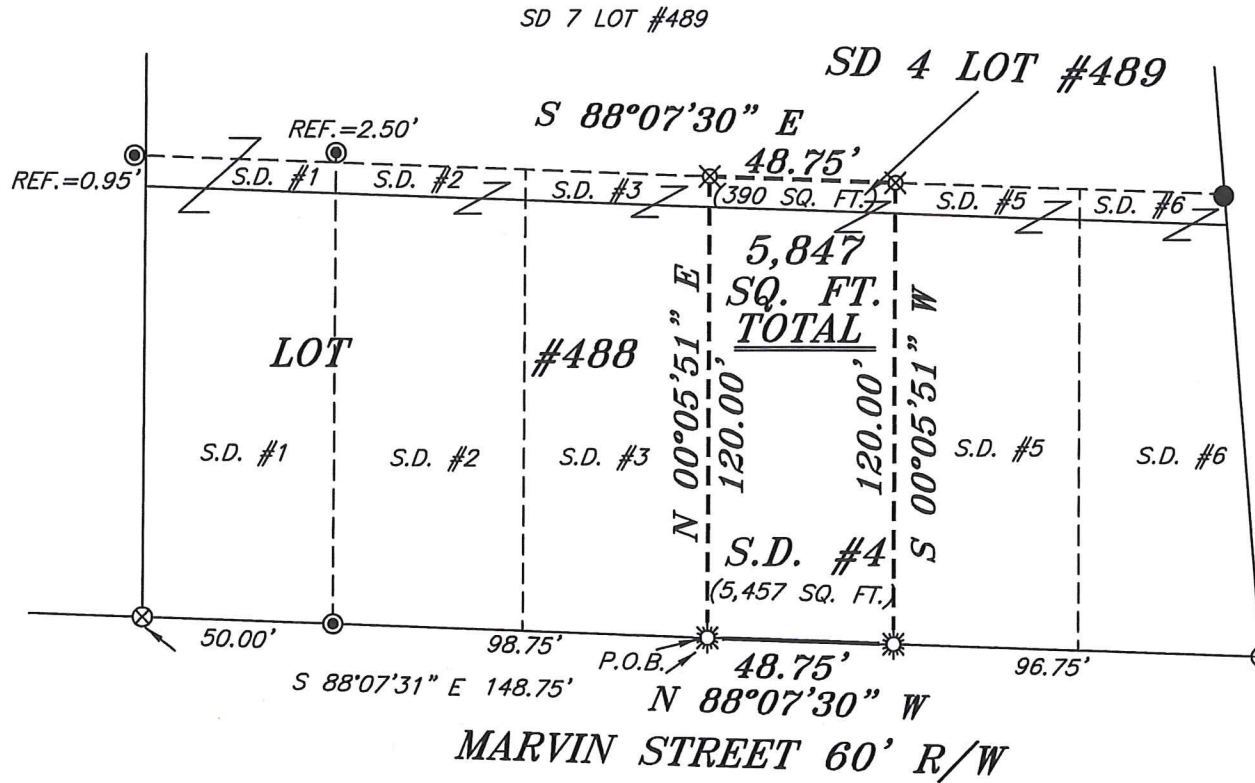 SD 7 LOT #489
SD 4 LOT #489
S 88°07'30" E
REF.=2.50'
48.75'
REF.=0.95'
S.D. #1
S.D. #2
S.D. #3
(390 SQ. FT.)
S.D. #5
S.D. #6
5,847
SQ. FT.
TOTAL
N 00°05'51" E
120.00'
120.00'
S 00°05'51" W
LOT #488
S.D. #1
S.D. #2
S.D. #3
S.D. #5
S.D. #6
S.D. #4
(5,457 SQ. FT.)
50.00'
98.75'
P.O.B.
48.75'
96.75'
S 88°07'31" E 148.75'
N 88°07'30" W
MARVIN STREET 60' R/W